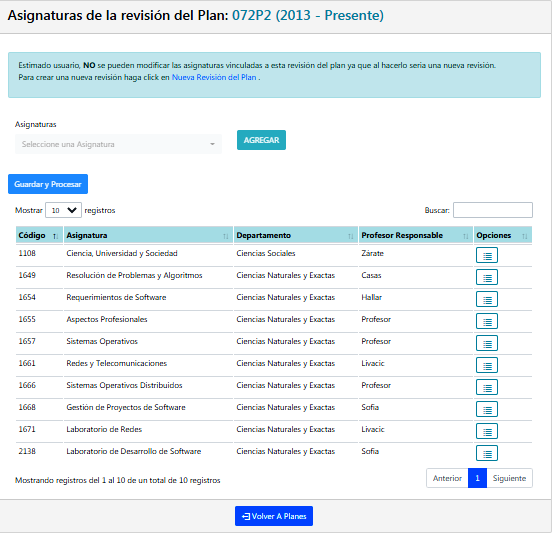 Asignaturas de la revisión del Plan: 072P2 (2013 - Presente)
Estimado usuario, NO se pueden modificar las asignaturas vinculadas a esta revisión del plan ya que al hacerlo seria una nueva revisión.
Para crear una nueva revisión haga click en Nueva Revisión del Plan .
Asignaturas
Seleccione una Asignatura AGREGAR
Guardar y Procesar
Mostrar 10 registros Buscar:
Código Asignatura Departamento Profesor Responsable Opciones
1108 Ciencia, Universidad y Sociedad Ciencias Sociales Zárate
1649 Resolución de Problemas y Algoritmos Ciencias Naturales y Exactas Casas
1654 Requerimientos de Software Ciencias Naturales y Exactas Hallar
1655 Aspectos Profesionales Ciencias Naturales y Exactas Profesor
1657 Sistemas Operativos Ciencias Naturales y Exactas Profesor
1661 Redes y Telecomunicaciones Ciencias Naturales y Exactas Livacic
1666 Sistemas Operativos Distribuidos Ciencias Naturales y Exactas Profesor
1668 Gestión de Proyectos de Software Ciencias Naturales y Exactas Sofia
1671 Laboratorio de Redes Ciencias Naturales y Exactas Livacic
2138 Laboratorio de Desarrollo de Software Ciencias Naturales y Exactas Sofia
Mostrando registros del 1 al 10 de un total de 10 registros Anterior 1 Siguiente
Volver A Planes